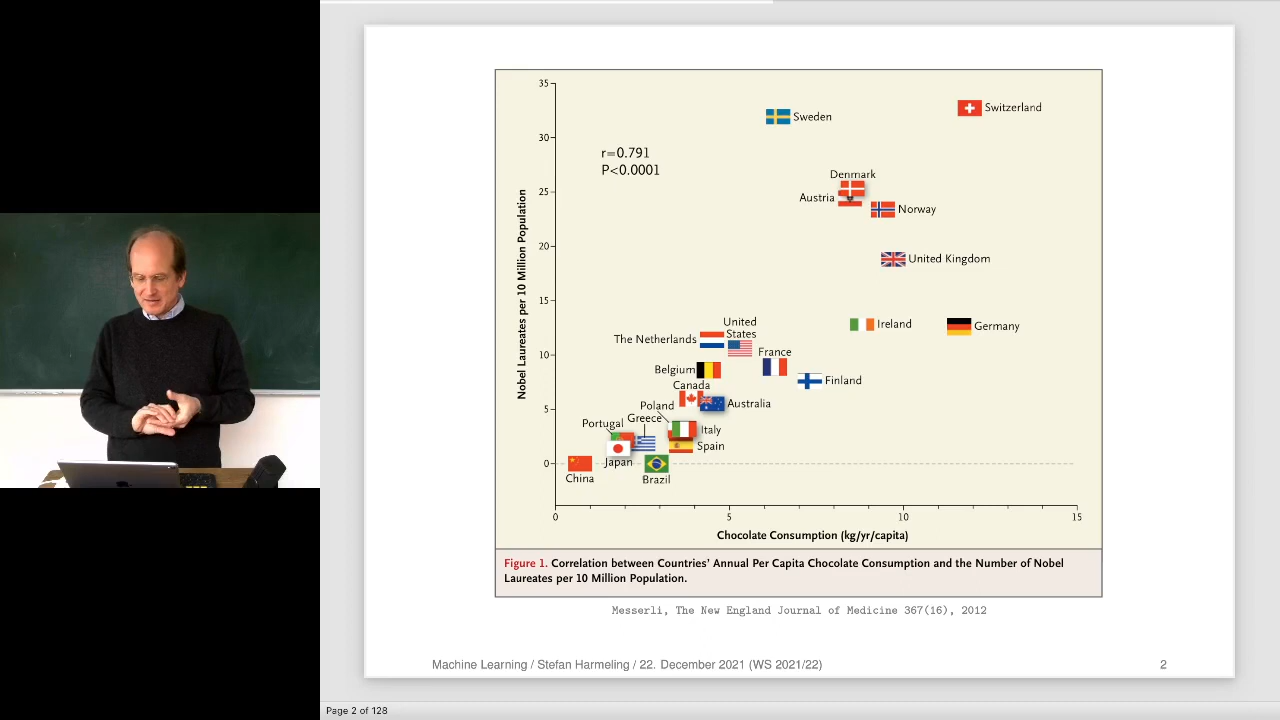 35
30
25
20
15
10
5
0
Nobel Laureates per 10 Million Population
r=0.791
P<0.0001
Sweden
Switzerland
Denmark
Austria
Norway
United Kingdom
United
States
The Netherlands
Ireland
Germany
France
Belgium
Finland
Canada
Poland
Australia
Greece
Portugal
Italy
Spain
Japan
China
Brazil
0
5
10
15
Chocolate Consumption (kg/yr/capita)
Figure 1. Correlation between Countries’ Annual Per Capita Chocolate Consumption and the Number of Nobel
Laureates per 10 Million Population.
Messerli, The New England Journal of Medicine 367(16), 2012
Machine Learning / Stefan Harmeling / 22. December 2021 (WS 2021/22)
2
Page 2 of 128